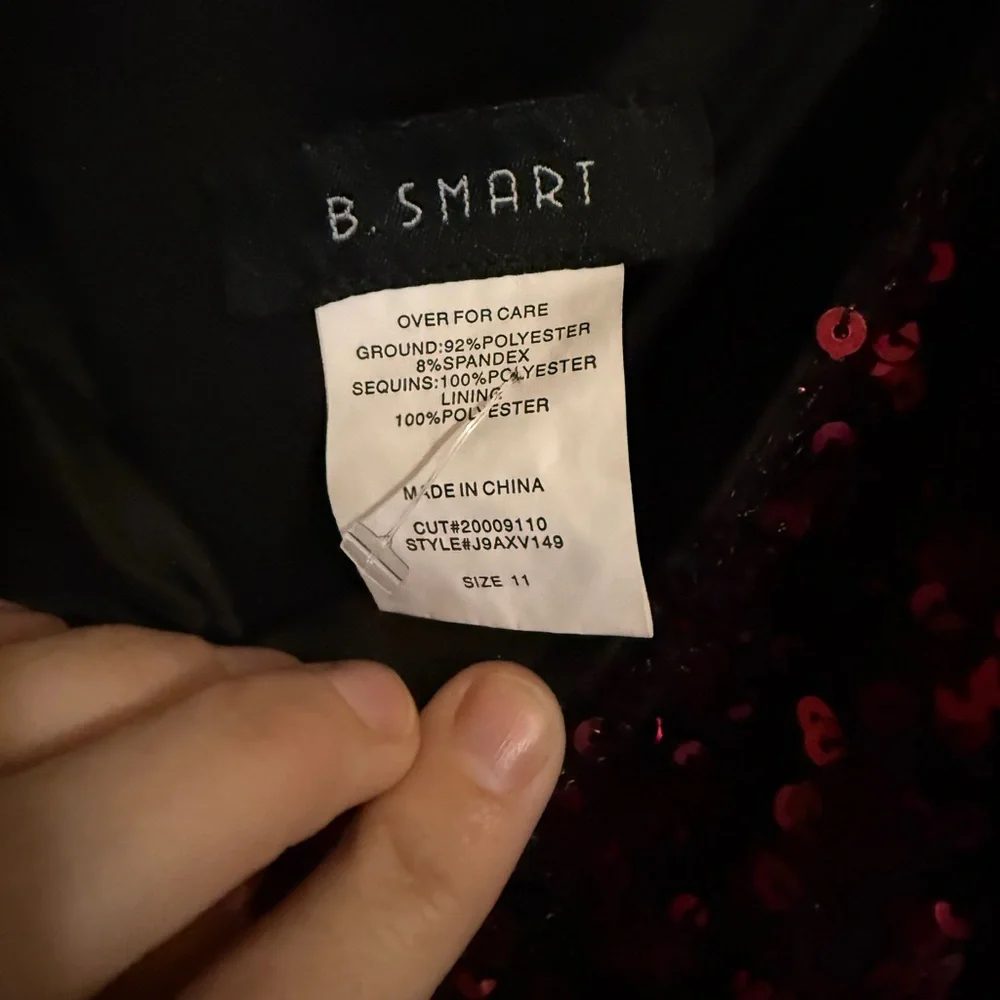 B. SMART
OVER FOR CARE
GROUND:92%POLYESTER
8%SPANDEX
SEQUINS:100%POLYESTER
LINING
100%POLYESTER
MADE IN CHINA
CUT#20009110
STYLE#J9AXV149
SIZE 11